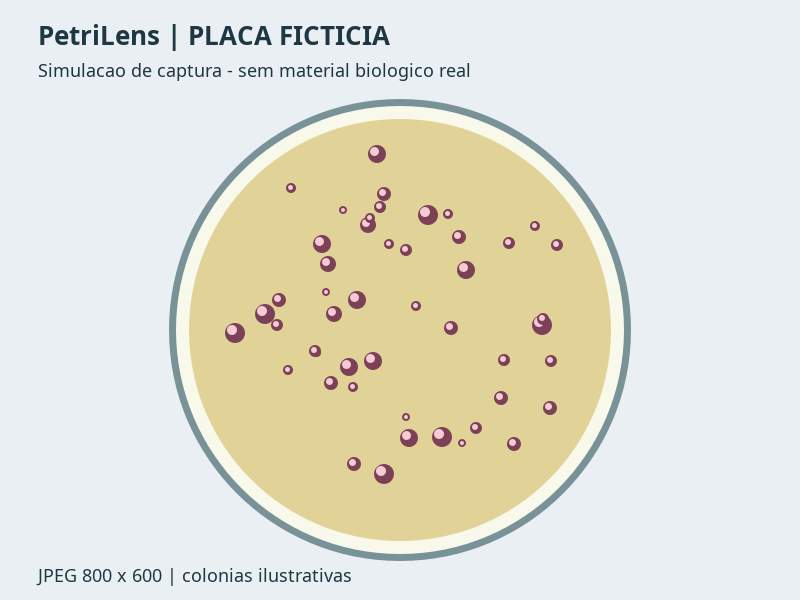 PetriLens | PLACA FICTICIA
Simulacao de captura - sem material biologico real
JPEG 800 x 600 | colonias ilustrativas